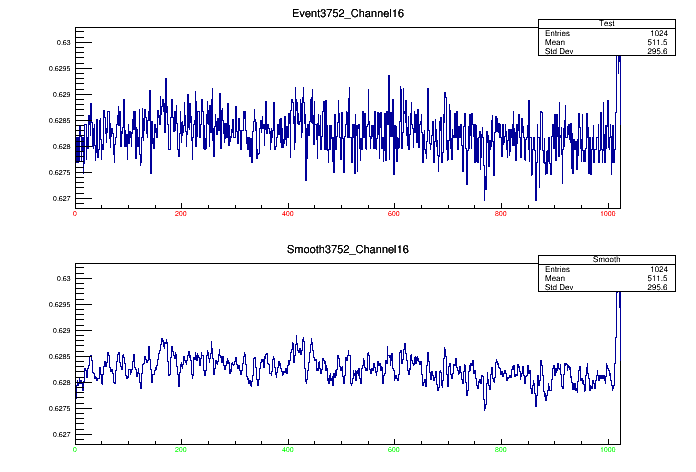 Event3752_Channel16
Test
Entries 1024
Mean 511.5
Std Dev 295.6
0.63
0.6295
0.629
0.6285
0.628
0.6275
0.627
0 200 400 600 800 1000
Smooth3752_Channel16
Smooth
Entries 1024
Mean 511.5
Std Dev 295.6
0.63
0.6295
0.629
0.6285
0.628
0.6275
0.627
0 200 400 600 800 1000